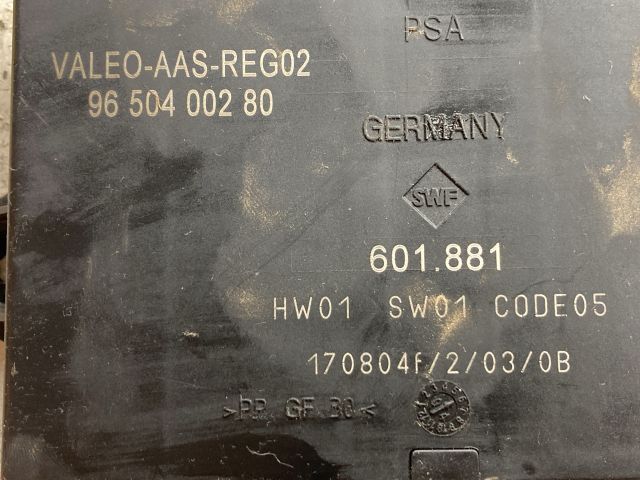 PSA
VALEO-AAS-REG02
96 504 002 80
GERMANY
SWF
601.881
HW01 SW01 CODE05
170804f/2/03/0B
>PP GF 30<